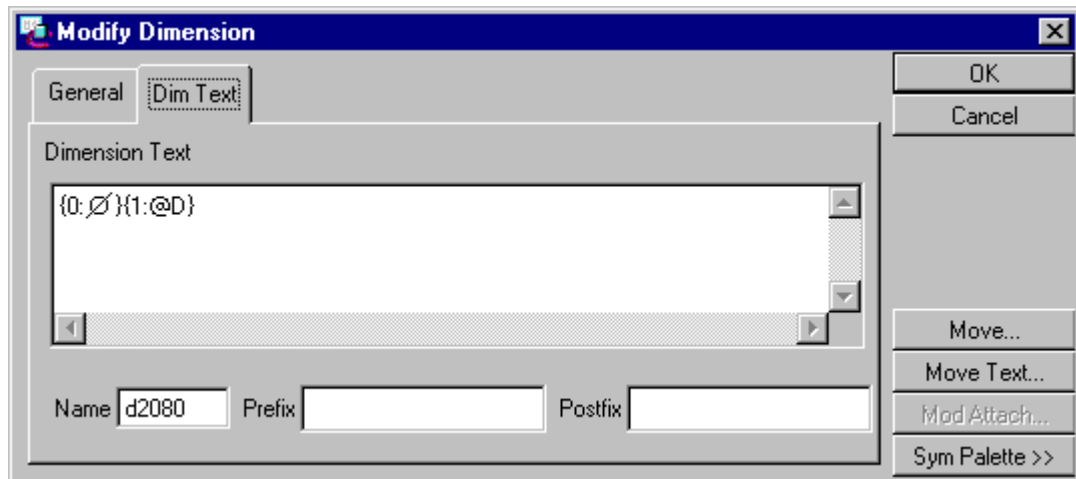 Modify Dimension
General
Dim Text
OK
Cancel
Dimension Text
{0:∅}{1:@D}
Move...
Move Text...
Mod Attach...
Sym Palette >>
Name d2080 Prefix Postfix